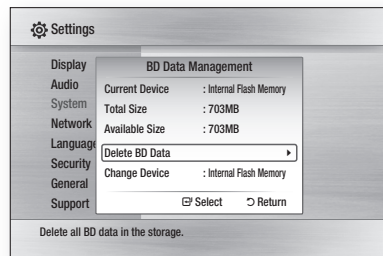 Settings
Display
Audio
System
Network
Language
Security
General
Support
BD Data Management
Current Device : Internal Flash Memory
Total Size : 703MB
Available Size : 703MB
Delete BD Data
Change Device : Internal Flash Memory
Select Return
Delete all BD data in the storage.